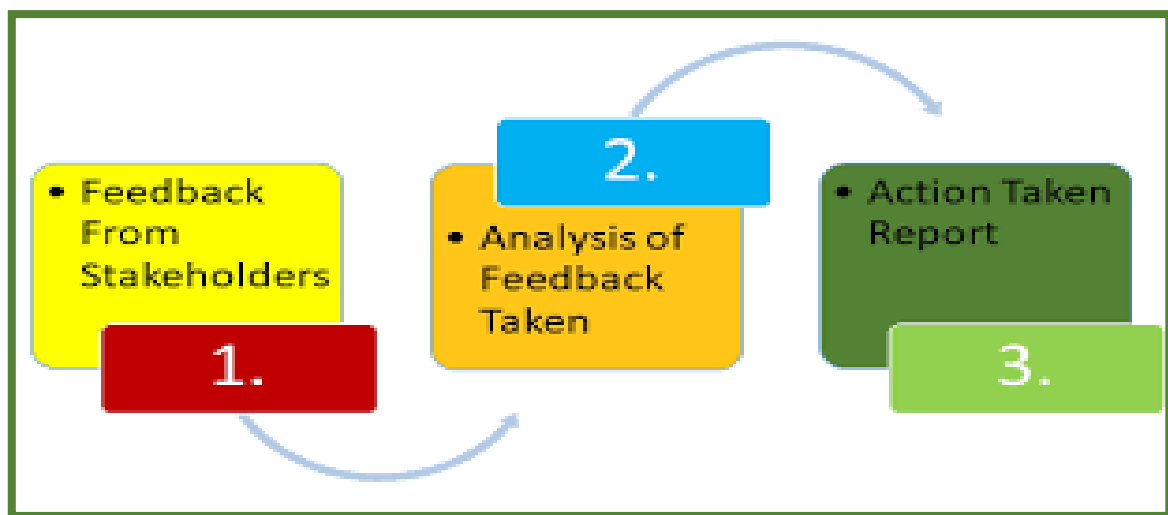 • Feedback
From
Stakeholders
1.
2.
• Analysis of
Feedback
Taken
• Action Taken
Report
3.